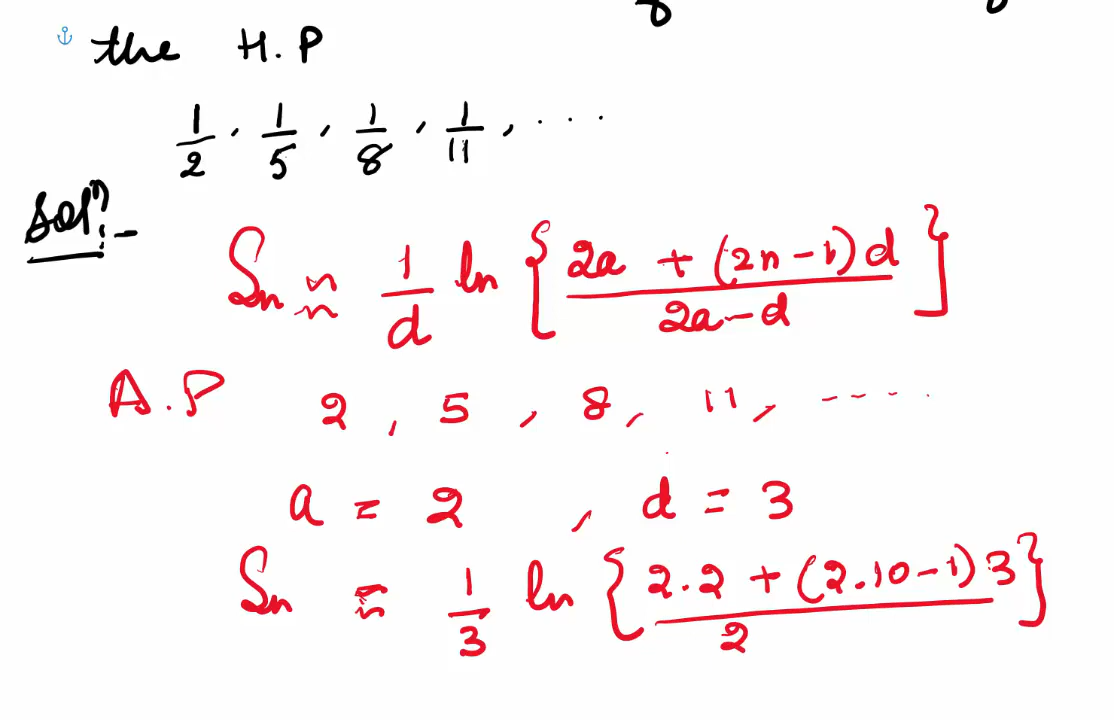 the H.P
1/2, 1/5, 1/8, 1/11, ...
Solⁿ:-
Sn ≈ 1/d ln { 2a + (2n-1)d / 2a-d }
A.P 2, 5, 8, 11, -----
a = 2, d = 3
Sn ≈ 1/3 ln { 2.2 + (2.10-1)3 / 2 }